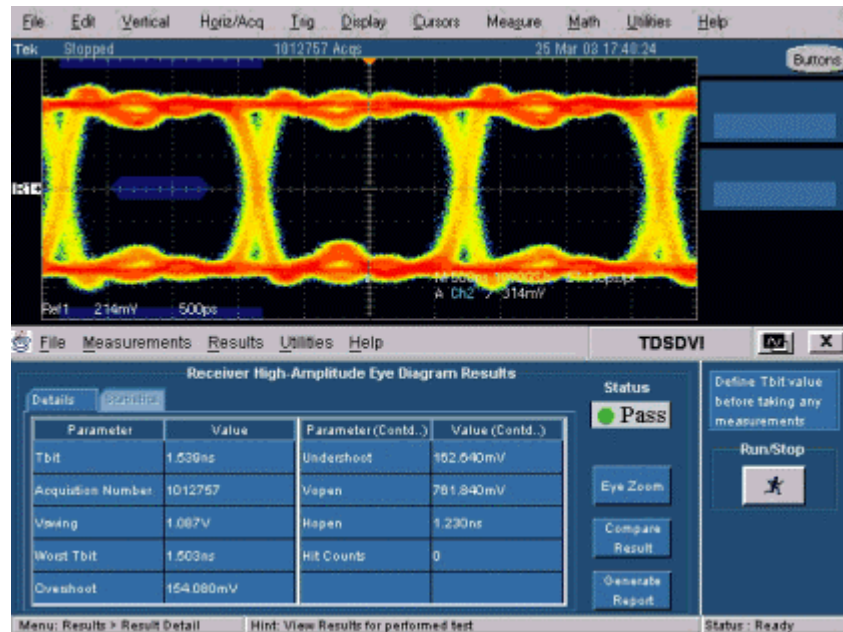 File Edit Vertical Horiz/Acq Trig Display Cursors Measure Math Utilities Help
Tek Stopped 1012757 Acqs 25 Mar 03 17:40:24
Buttons
A Ch2 314mV
Ref1 214mV 500ps
File Measurements Results Utilities Help TDSDVI X
Receiver High-Amplitude Eye Diagram Results
Details Statistics
Status
Pass
Define Tbit value
before taking any
measurements
Run/Stop
Parameter Value Parameter (Contd..) Value (Contd..)
Tbit 1.539ns Undershoot 162.640mV
Acquistion Number 1012757 Vopen 781.840mV
Vswing 1.087V Hopen 1.230ns
Worst Tbit 1.503ns Hit Counts 0
Overshoot 154.080mV
Eye Zoom
Compare
Result
Generate
Report
Menu: Results > Result Detail Hint: View Results for performed test Status : Ready